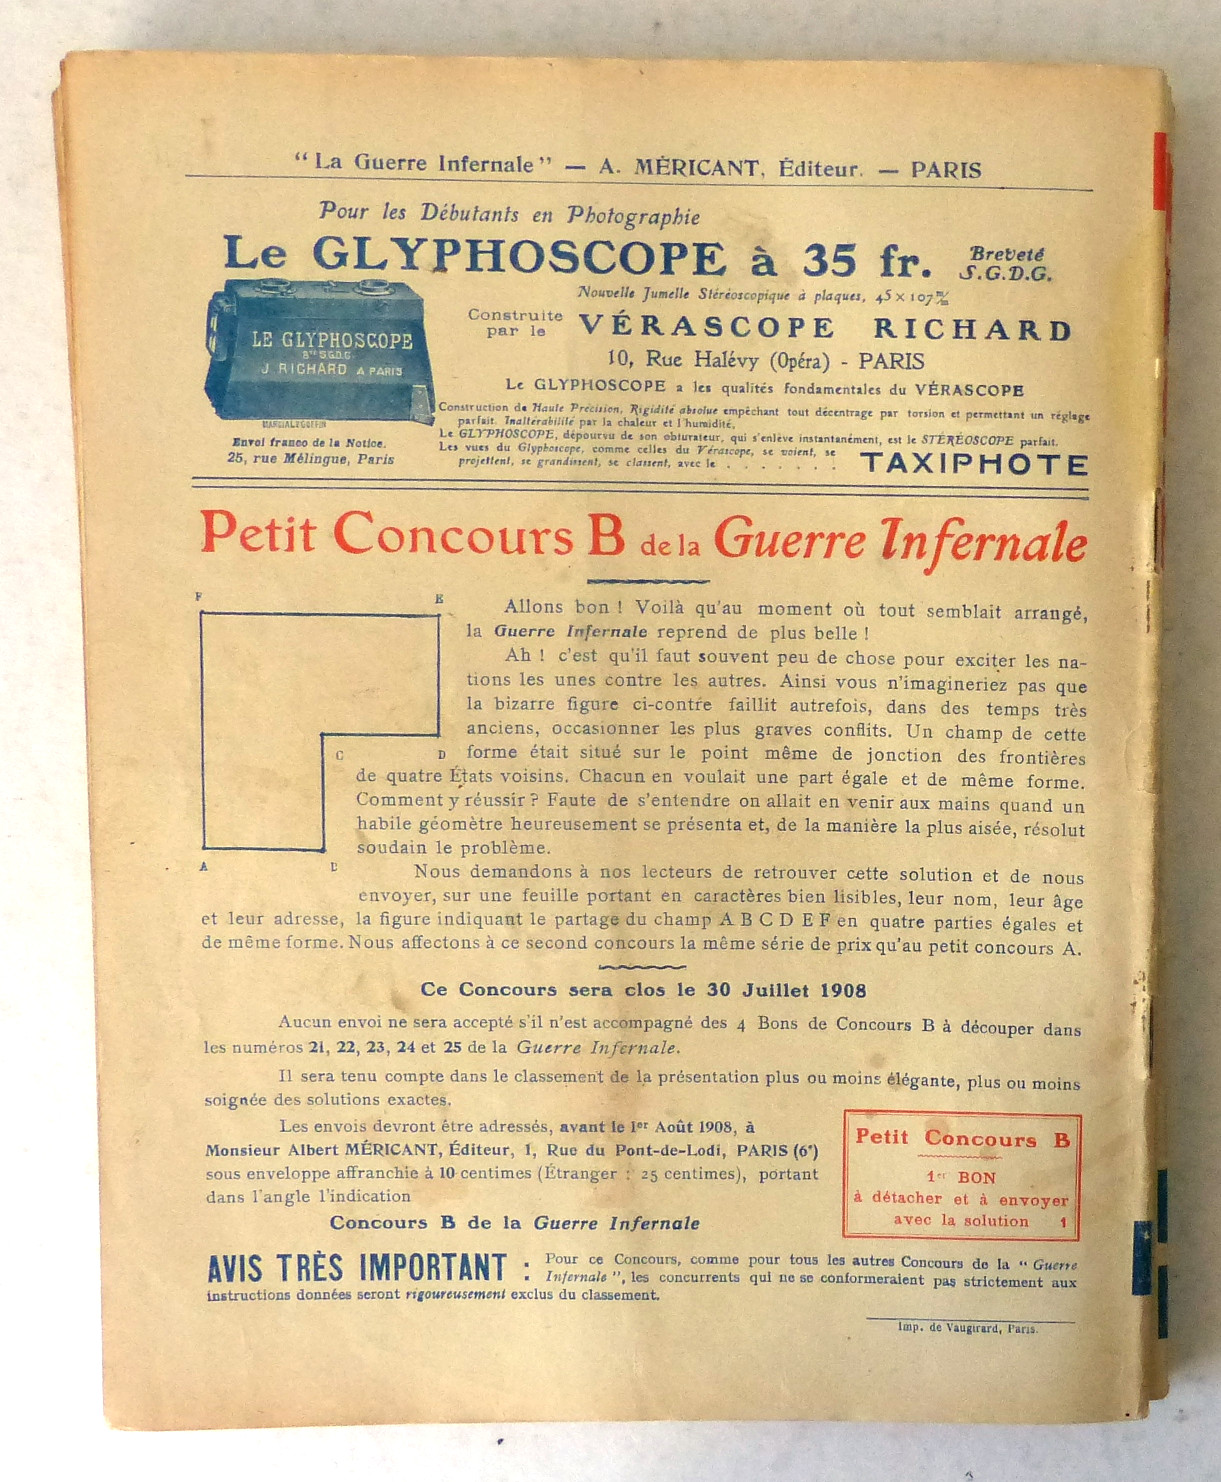 “La Guerre Infernale” — A. MÉRICANT, Éditeur. — PARIS
Pour les Débutants en Photographie
Le GLYPHOSCOPE à 35 fr.
Breveté
S.G.D.G.
Nouvelle Jumelle Stéréoscopique à plaques, 45 × 107 m/m
Construite
par le
VÉRASCOPE RICHARD
10, Rue Halévy (Opéra) - PARIS
LE GLYPHOSCOPE
Bté S.G.D.G
J RICHARD A PARIS
Le GLYPHOSCOPE a les qualités fondamentales du VÉRASCOPE
Construction de Haute Précision, Rigidité absolue empêchant tout décentrage par torsion et permettant un réglage
parfait. Inaltérabilité par la chaleur et l'humidité,
Le GLYPHOSCOPE, dépourvu de son obturateur, qui s'enlève instantanément, est le STÉRÉOSCOPE parfait.
Les vues du Glyphoscope, comme celles du Vérascope, se voient, se
projettent, se grandissent, se classent, avec le . . . . . . .
TAXIPHOTE
Envoi franco de la Notice.
25, rue Mélingue, Paris
Petit Concours B de la Guerre Infernale
F
E
C
D
A
Allons bon ! Voilà qu'au moment où tout semblait arrangé,
la Guerre Infernale reprend de plus belle !
Ah ! c'est qu'il faut souvent peu de chose pour exciter les na-
tions les unes contre les autres. Ainsi vous n'imagineriez pas que
la bizarre figure ci-contre faillit autrefois, dans des temps très
anciens, occasionner les plus graves conflits. Un champ de cette
forme était situé sur le point même de jonction des frontières
de quatre États voisins. Chacun en voulait une part égale et de même forme.
Comment y réussir ? Faute de s'entendre on allait en venir aux mains quand un
habile géomètre heureusement se présenta et, de la manière la plus aisée, résolut
soudain le problème.
Nous demandons à nos lecteurs de retrouver cette solution et de nous
envoyer, sur une feuille portant en caractères bien lisibles, leur nom, leur âge
et leur adresse, la figure indiquant le partage du champ A B C D E F en quatre parties égales et
de même forme. Nous affectons à ce second concours la même série de prix qu'au petit concours A.
Ce Concours sera clos le 30 Juillet 1908
Aucun envoi ne sera accepté s'il n'est accompagné des 4 Bons de Concours B à découper dans
les numéros 21, 22, 23, 24 et 25 de la Guerre Infernale.
Il sera tenu compte dans le classement de la présentation plus ou moins élégante, plus ou moins
soignée des solutions exactes.
Les envois devront être adressés, avant le 1er Août 1908, à
Monsieur Albert MÉRICANT, Éditeur, 1, Rue du Pont-de-Lodi, PARIS (6e)
sous enveloppe affranchie à 10 centimes (Étranger : 25 centimes), portant
dans l'angle l'indication
Concours B de la Guerre Infernale
Petit Concours B
1er BON
à détacher et à envoyer
avec la solution 1
AVIS TRÈS IMPORTANT :
Pour ce Concours, comme pour tous les autres Concours de la “ Guerre
Infernale ”, les concurrents qui ne se conformeraient pas strictement aux
instructions données seront rigoureusement exclus du classement.
Imp. de Vaugirard, Paris.